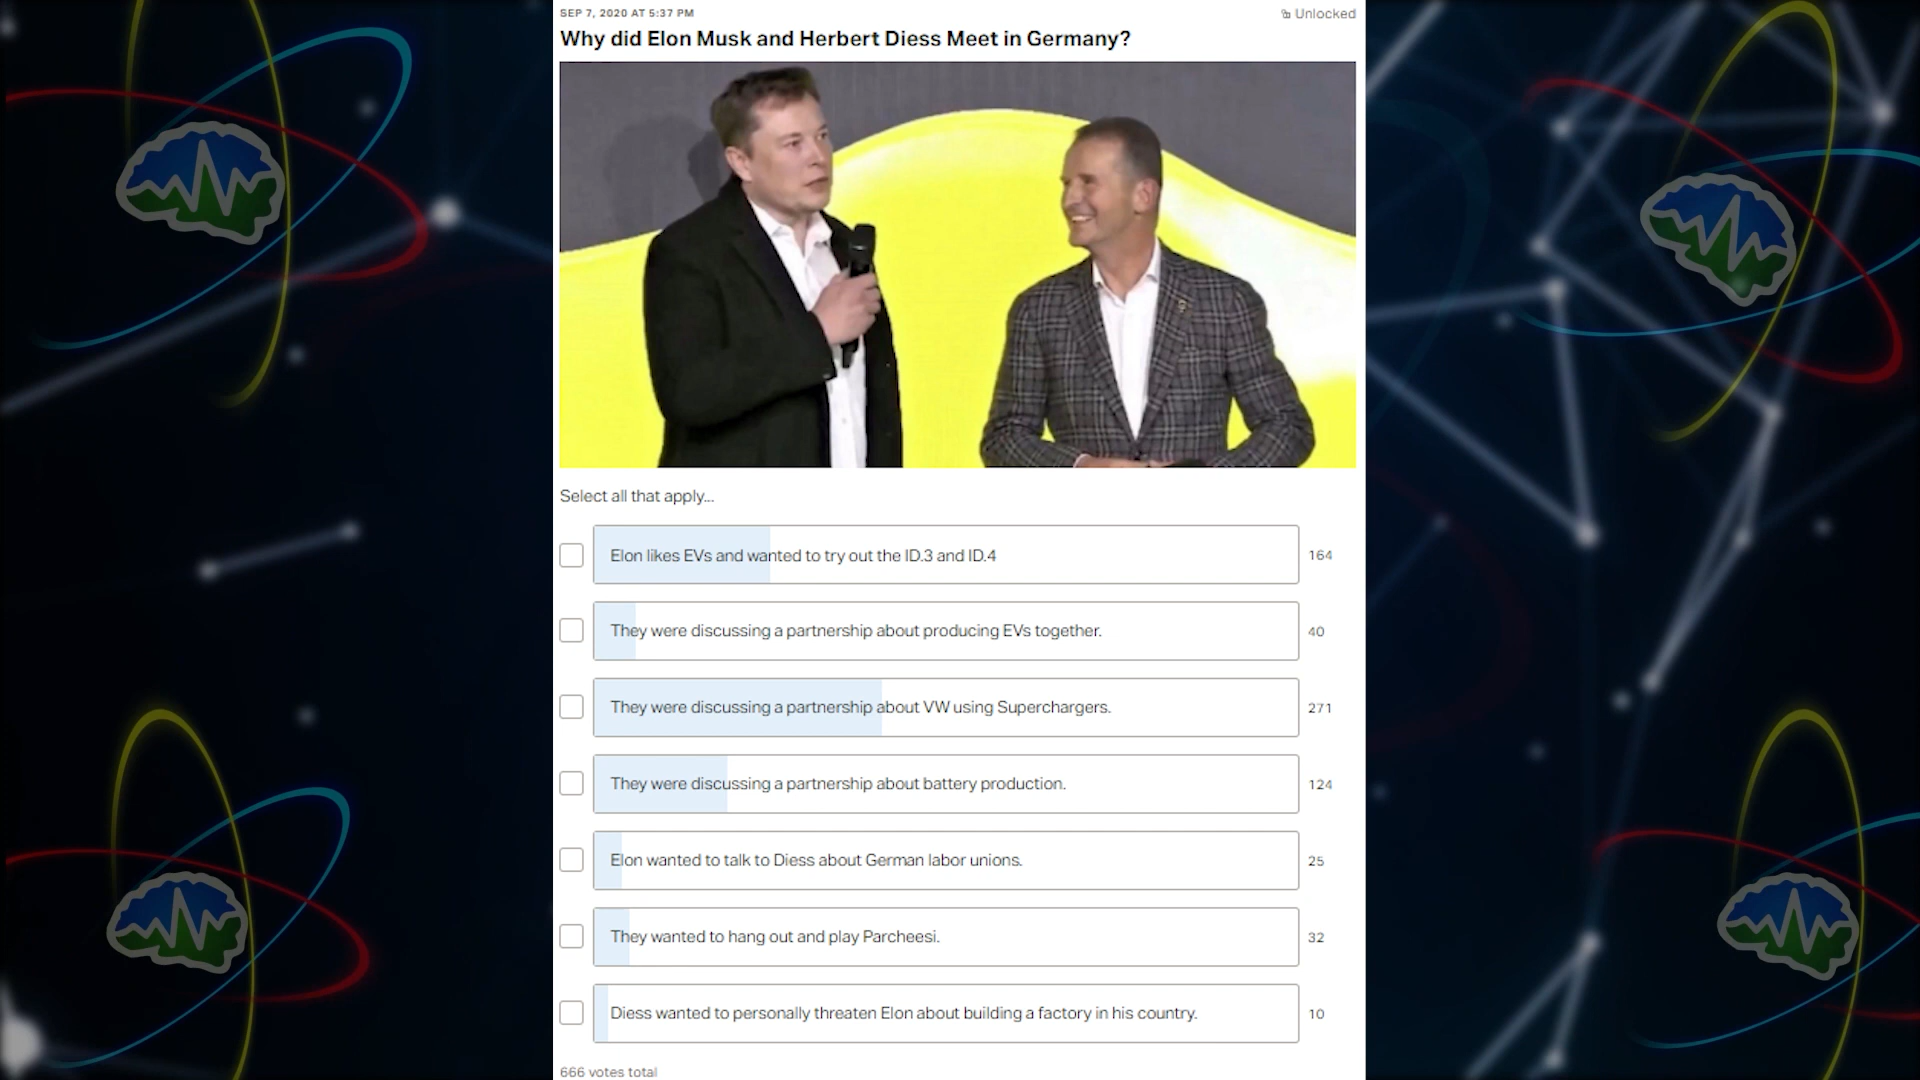 SEP 7, 2020 AT 5:37 PM
Unlocked
Why did Elon Musk and Herbert Diess Meet in Germany?
Select all that apply...
Elon likes EVs and wanted to try out the ID.3 and ID.4
164
They were discussing a partnership about producing EVs together.
40
They were discussing a partnership about VW using Superchargers.
271
They were discussing a partnership about battery production.
124
Elon wanted to talk to Diess about German labor unions.
25
They wanted to hang out and play Parcheesi.
32
Diess wanted to personally threaten Elon about building a factory in his country.
10
666 votes total